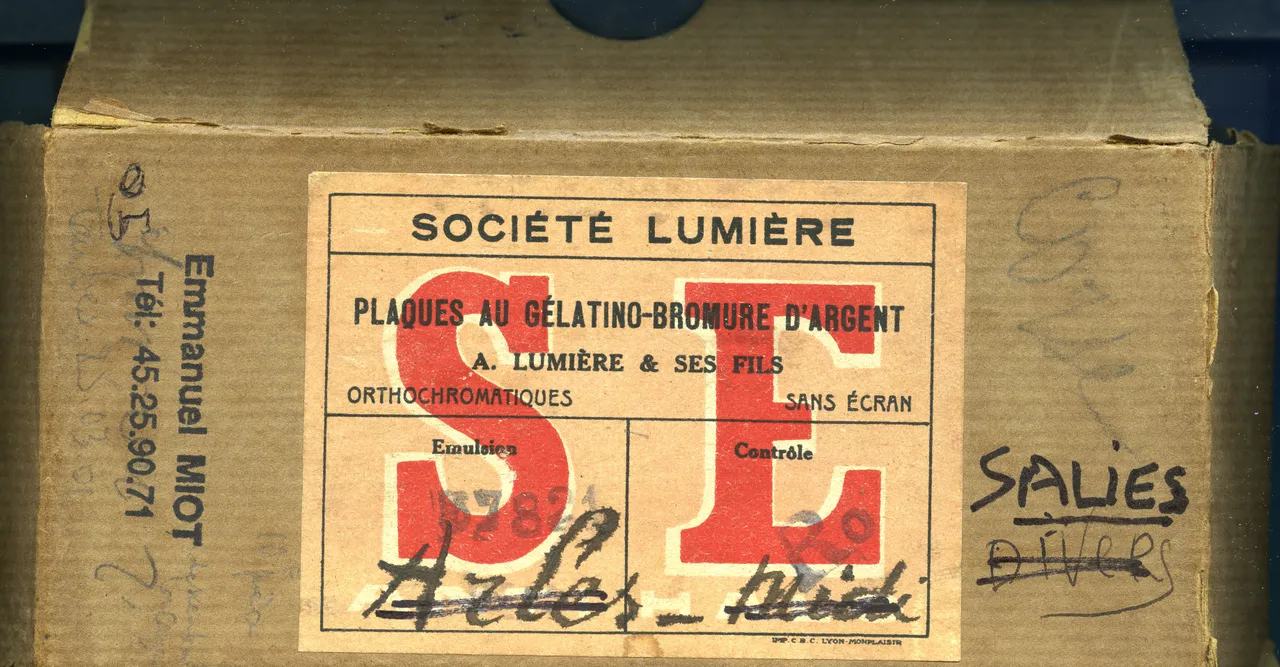 SOCIÉTÉ LUMIÈRE
S E
PLAQUES AU GÉLATINO-BROMURE D'ARGENT
A. LUMIÈRE & SES FILS
ORTHOCHROMATIQUES SANS ÉCRAN
Emulsion Contrôle
Ro
Arles - Midi
IMP. C.B.C. LYON-MONPLAISIR
Emmanuel MIOT
Tél: 45.25.90.71
SALIES
DIVERS